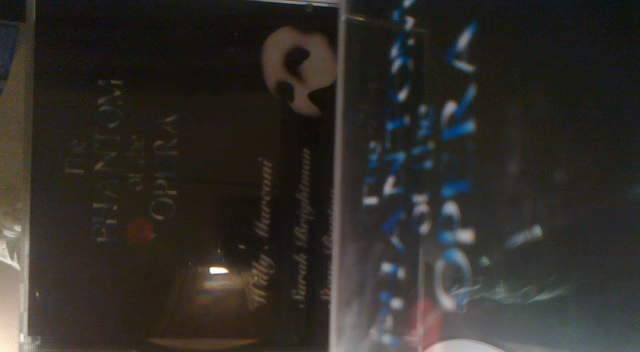 The
PHANTOM
of the
OPERA
Willy Marconi
Sarah Brightman
The
PHANTOM
of the
OPERA